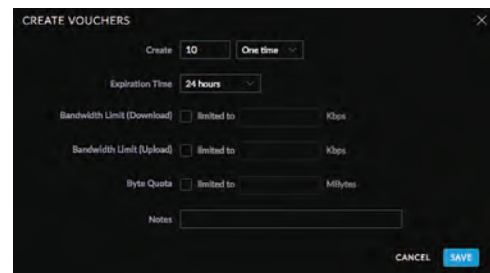 CREATE VOUCHERS
Create 10 One time
Expiration Time 24 hours
Bandwidth Limit (Download) limited to Kbps
Bandwidth Limit (Upload) limited to Kbps
Byte Quota limited to MBytes
Notes
CANCEL SAVE